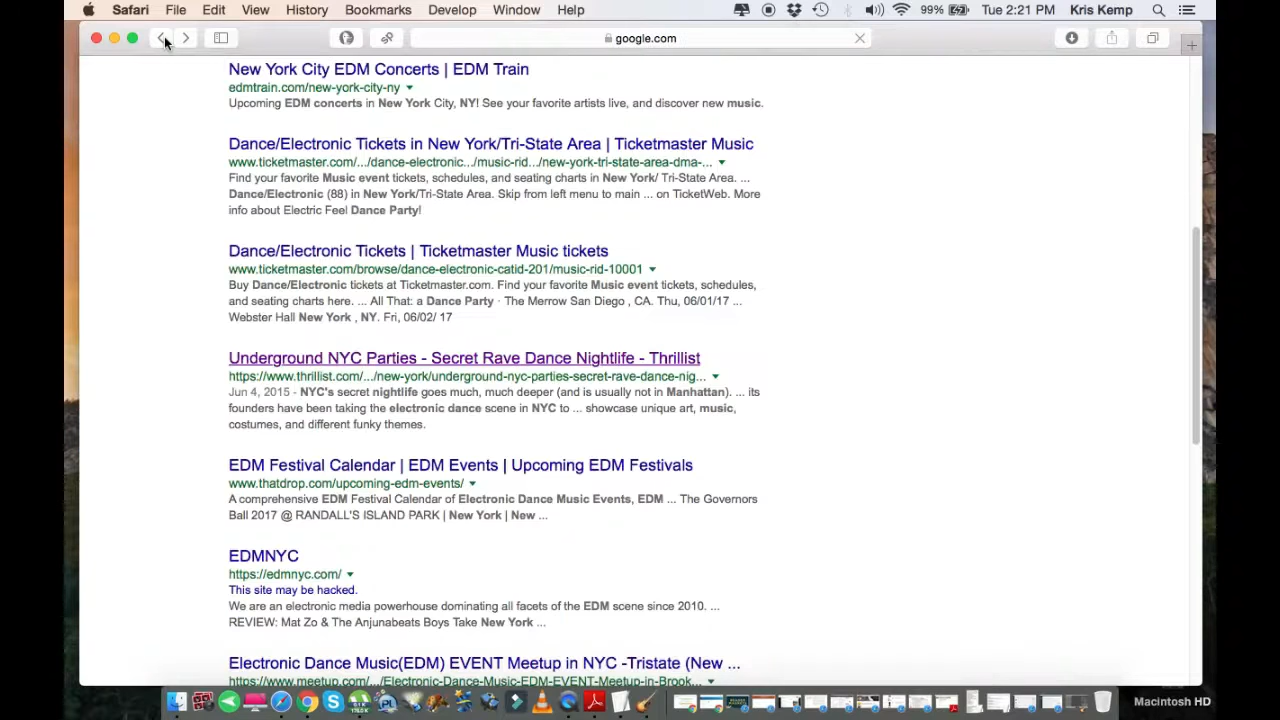 Safari File Edit View History Bookmarks Develop Window Help 99% Tue 2:21 PM Kris Kemp
google.com
New York City EDM Concerts | EDM Train
edmtrain.com/new-york-city-ny
Upcoming EDM concerts in New York City, NY! See your favorite artists live, and discover new music.
Dance/Electronic Tickets in New York/Tri-State Area | Ticketmaster Music
www.ticketmaster.com/.../dance-electronic.../music-rid.../new-york-tri-state-area-dma-...
Find your favorite Music event tickets, schedules, and seating charts in New York/ Tri-State Area. ...
Dance/Electronic (88) in New York/Tri-State Area. Skip from left menu to main ... on TicketWeb. More
info about Electric Feel Dance Party!
Dance/Electronic Tickets | Ticketmaster Music tickets
www.ticketmaster.com/browse/dance-electronic-catid-201/music-rid-10001
Buy Dance/Electronic tickets at Ticketmaster.com. Find your favorite Music event tickets, schedules,
and seating charts here. ... All That: a Dance Party · The Merrow San Diego , CA. Thu, 06/01/17 ...
Webster Hall New York , NY. Fri, 06/02/ 17
Underground NYC Parties - Secret Rave Dance Nightlife - Thrillist
https://www.thrillist.com/.../new-york/underground-nyc-parties-secret-rave-dance-nig...
Jun 4, 2015 - NYC's secret nightlife goes much, much deeper (and is usually not in Manhattan). ... its
founders have been taking the electronic dance scene in NYC to ... showcase unique art, music,
costumes, and different funky themes.
EDM Festival Calendar | EDM Events | Upcoming EDM Festivals
www.thatdrop.com/upcoming-edm-events/
A comprehensive EDM Festival Calendar of Electronic Dance Music Events, EDM ... The Governors
Ball 2017 @ RANDALL'S ISLAND PARK | New York | New ...
EDMNYC
https://edmnyc.com/
This site may be hacked.
We are an electronic media powerhouse dominating all facets of the EDM scene since 2010. ...
REVIEW: Mat Zo & The Anjunabeats Boys Take New York ...
Electronic Dance Music(EDM) EVENT Meetup in NYC -Tristate (New ...
https://www.meetup.com/.../Electronic-Dance-Music-EDM-EVENT-Meetup-in-Brook...
Macintosh HD